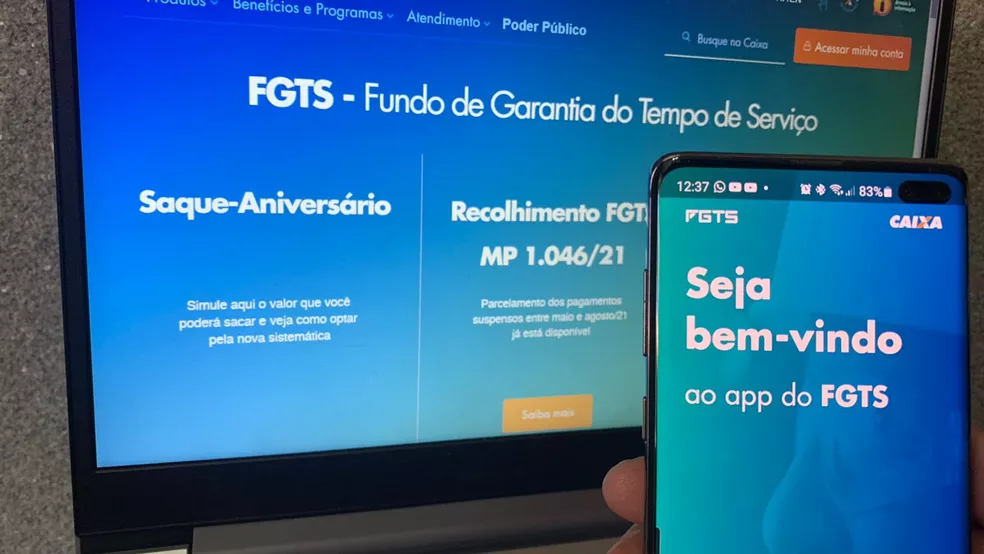 Produtos
Benefícios e Programas
Atendimento
Poder Público
Busque na Caixa
Acessar minha conta
FGTS - Fundo de Garantia do Tempo de Serviço
Saque-Aniversário
Simule aqui o valor que você
poderá sacar e veja como optar
pela nova sistemática
Recolhimento FGTS
MP 1.046/21
Parcelamento dos pagamentos
suspensos entre maio e agosto/21
já está disponível
Saiba mais
12:37
83%
FGTS
CAIXA
Seja
bem-vindo
ao app do FGTS